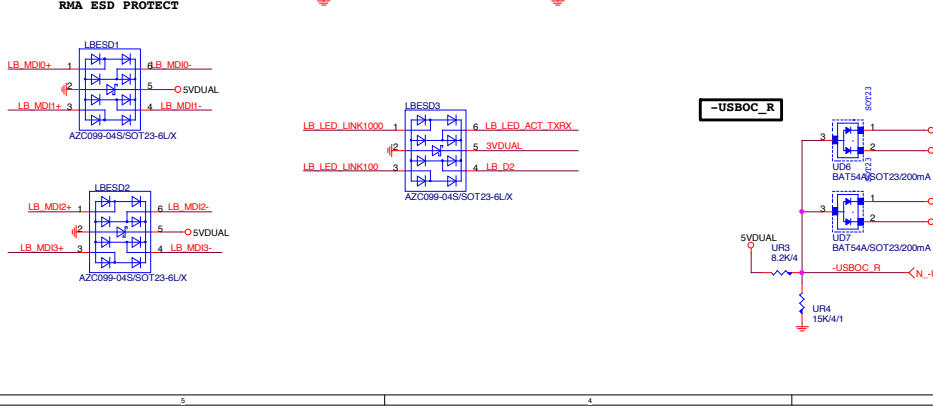 RMA ESD PROTECT
LBESD1
LB_MDI0+ 1 6 LB_MDI0-
2 5 5VDUAL
LB_MDI1+ 3 4 LB_MDI1-
AZC099-04S/SOT23-6L/X
LBESD2
LB_MDI2+ 1 6 LB_MDI2-
2 5 5VDUAL
LB_MDI3+ 3 4 LB_MDI3-
AZC099-04S/SOT23-6L/X
LBESD3
LB_LED_LINK1000 1 6 LB_LED_ACT_TXRX
2 5 3VDUAL
LB_LED_LINK100 3 4 LB_D2
AZC099-04S/SOT23-6L/X
-USBOC_R
SOT23
1
3
2
UD6
BAT54A/SOT23/200mA
SOT23
1
3
2
UD7
BAT54A/SOT23/200mA
5VDUAL
UR3
8.2K/4
-USBOC_R
UR4
15K/4/1
5 4